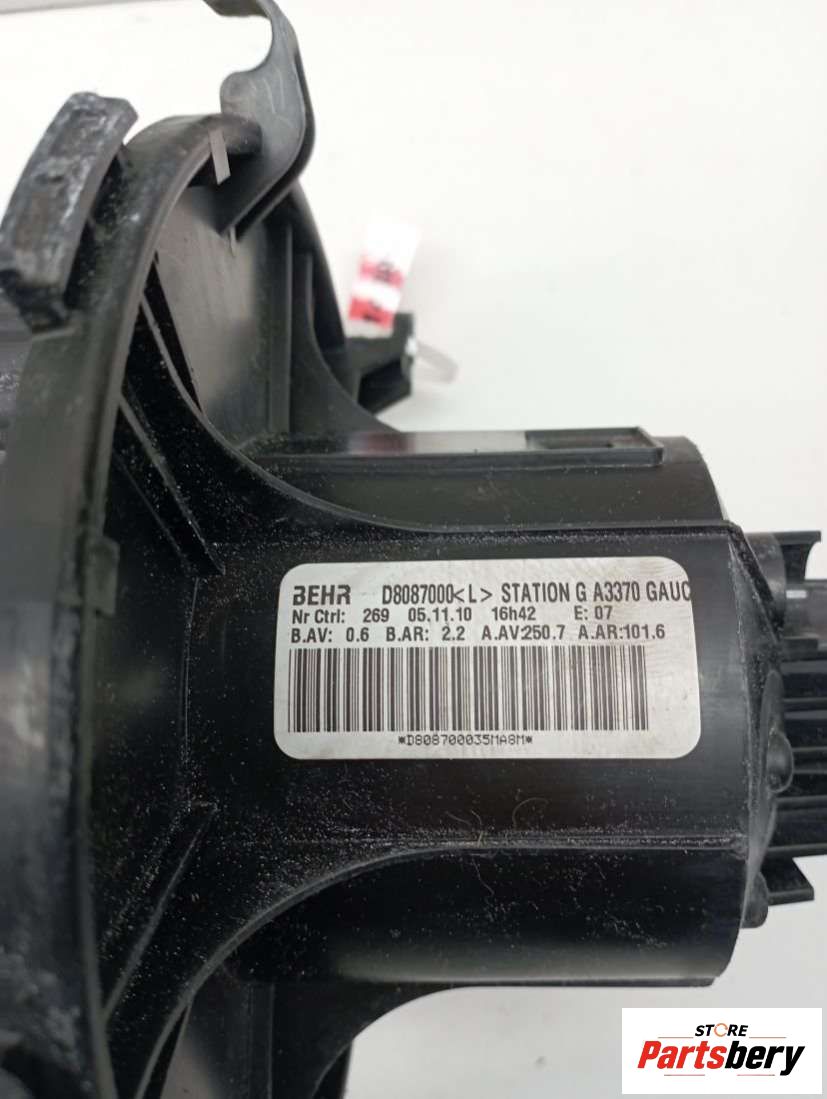 BEHR D8087000<L> STATION G A3370 GAUC
Nr Ctrl: 269 05.11.10 16h42 E: 07
B.AV: 0.6 B.AR: 2.2 A.AV:250.7 A.AR:101.6
*D808700035MA8M*
STORE
Partsbery